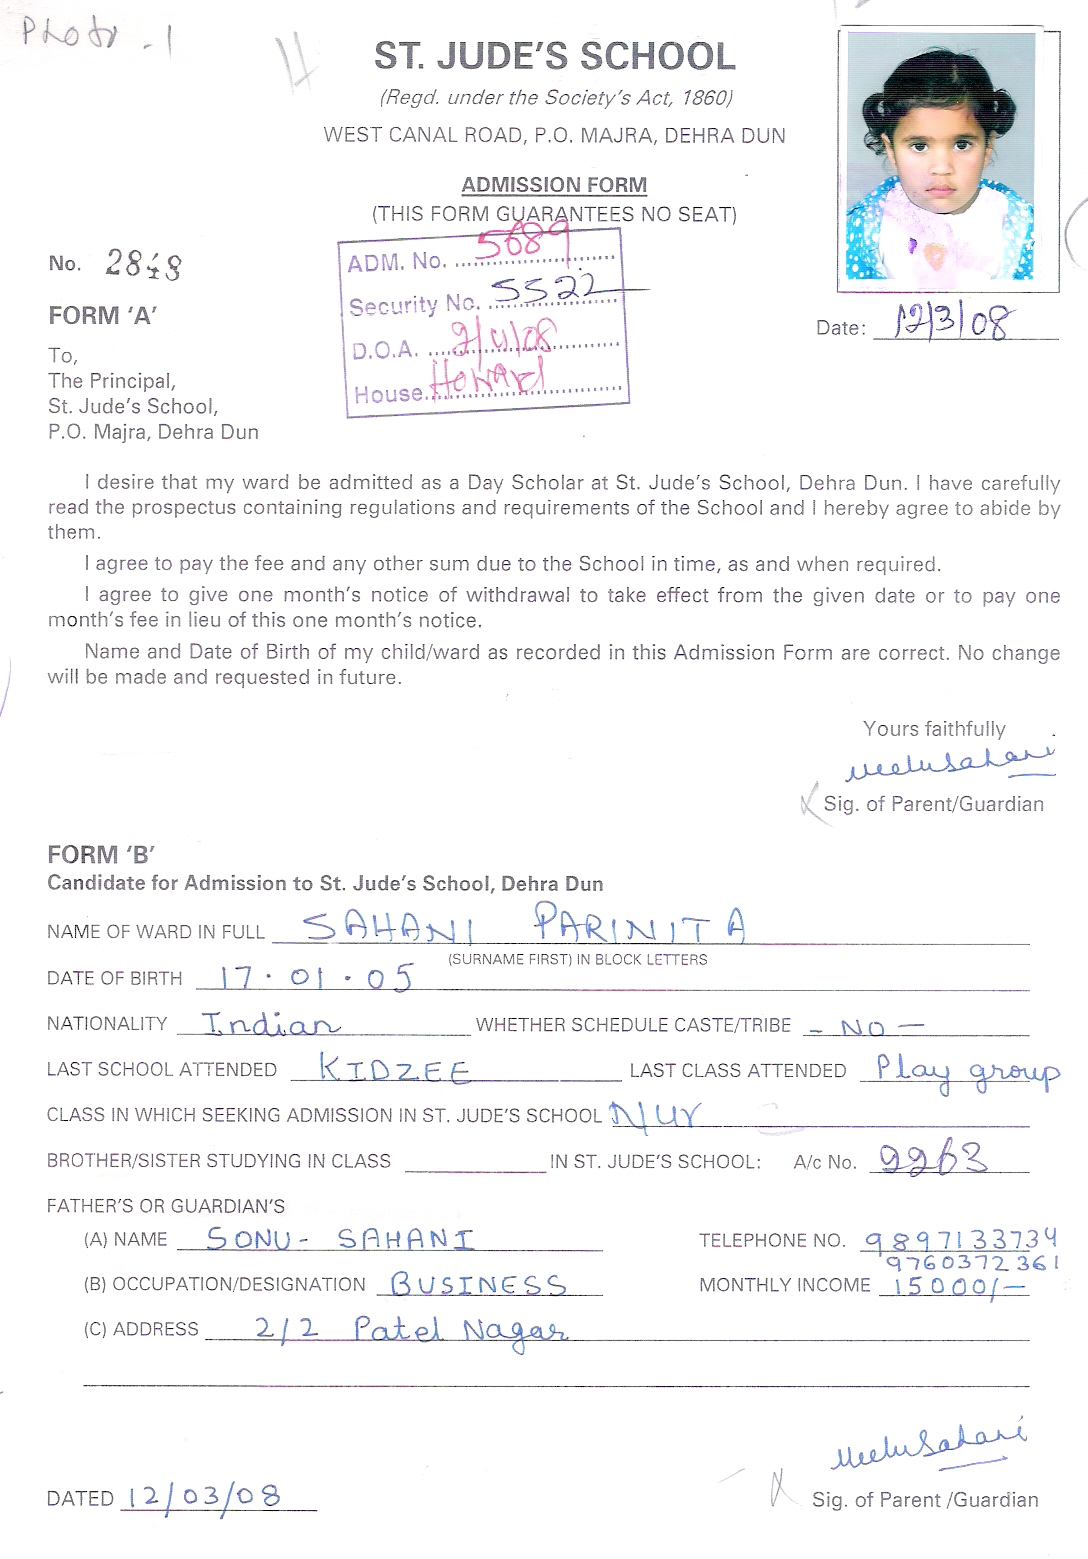 Photo - 1
ST. JUDE'S SCHOOL
(Regd. under the Society's Act, 1860)
WEST CANAL ROAD, P.O. MAJRA, DEHRA DUN
ADMISSION FORM
(THIS FORM GUARANTEES NO SEAT)
No. 2848
ADM. No. 5689
Security No. 5522
D.O.A. 2/4/08
House. Howard
Date: 12/3/08
FORM 'A'
To,
The Principal,
St. Jude's School,
P.O. Majra, Dehra Dun
I desire that my ward be admitted as a Day Scholar at St. Jude's School, Dehra Dun. I have carefully
read the prospectus containing regulations and requirements of the School and I hereby agree to abide by
them.
I agree to pay the fee and any other sum due to the School in time, as and when required.
I agree to give one month's notice of withdrawal to take effect from the given date or to pay one
month's fee in lieu of this one month's notice.
Name and Date of Birth of my child/ward as recorded in this Admission Form are correct. No change
will be made and requested in future.
Yours faithfully
Neelu Sahani
Sig. of Parent/Guardian
FORM 'B'
Candidate for Admission to St. Jude's School, Dehra Dun
NAME OF WARD IN FULL SAHANI PARINITA
(SURNAME FIRST) IN BLOCK LETTERS
DATE OF BIRTH 17.01.05
NATIONALITY Indian WHETHER SCHEDULE CASTE/TRIBE - NO -
LAST SCHOOL ATTENDED KIDZEE LAST CLASS ATTENDED Play group
CLASS IN WHICH SEEKING ADMISSION IN ST. JUDE'S SCHOOL Nur
BROTHER/SISTER STUDYING IN CLASS IN ST. JUDE'S SCHOOL: A/c No. 9963
FATHER'S OR GUARDIAN'S
(A) NAME SONU- SAHANI TELEPHONE NO. 9897133734
9760372361
(B) OCCUPATION/DESIGNATION BUSINESS MONTHLY INCOME 15000/-
(C) ADDRESS 2/2 Patel Nagar
Neelu Sahani
DATED 12/03/08 Sig. of Parent /Guardian